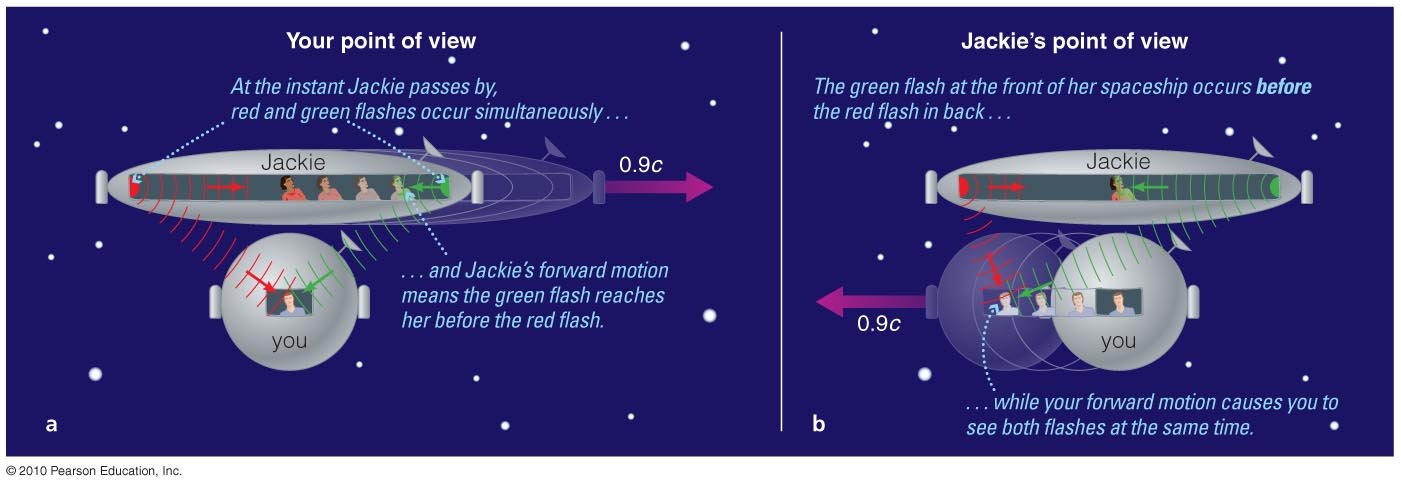 Your point of view
At the instant Jackie passes by,
red and green flashes occur simultaneously . . .
Jackie
0.9c
. . . and Jackie's forward motion
means the green flash reaches
her before the red flash.
you
a
Jackie's point of view
The green flash at the front of her spaceship occurs before
the red flash in back . . .
Jackie
0.9c
you
. . . while your forward motion causes you to
see both flashes at the same time.
b
© 2010 Pearson Education, Inc.